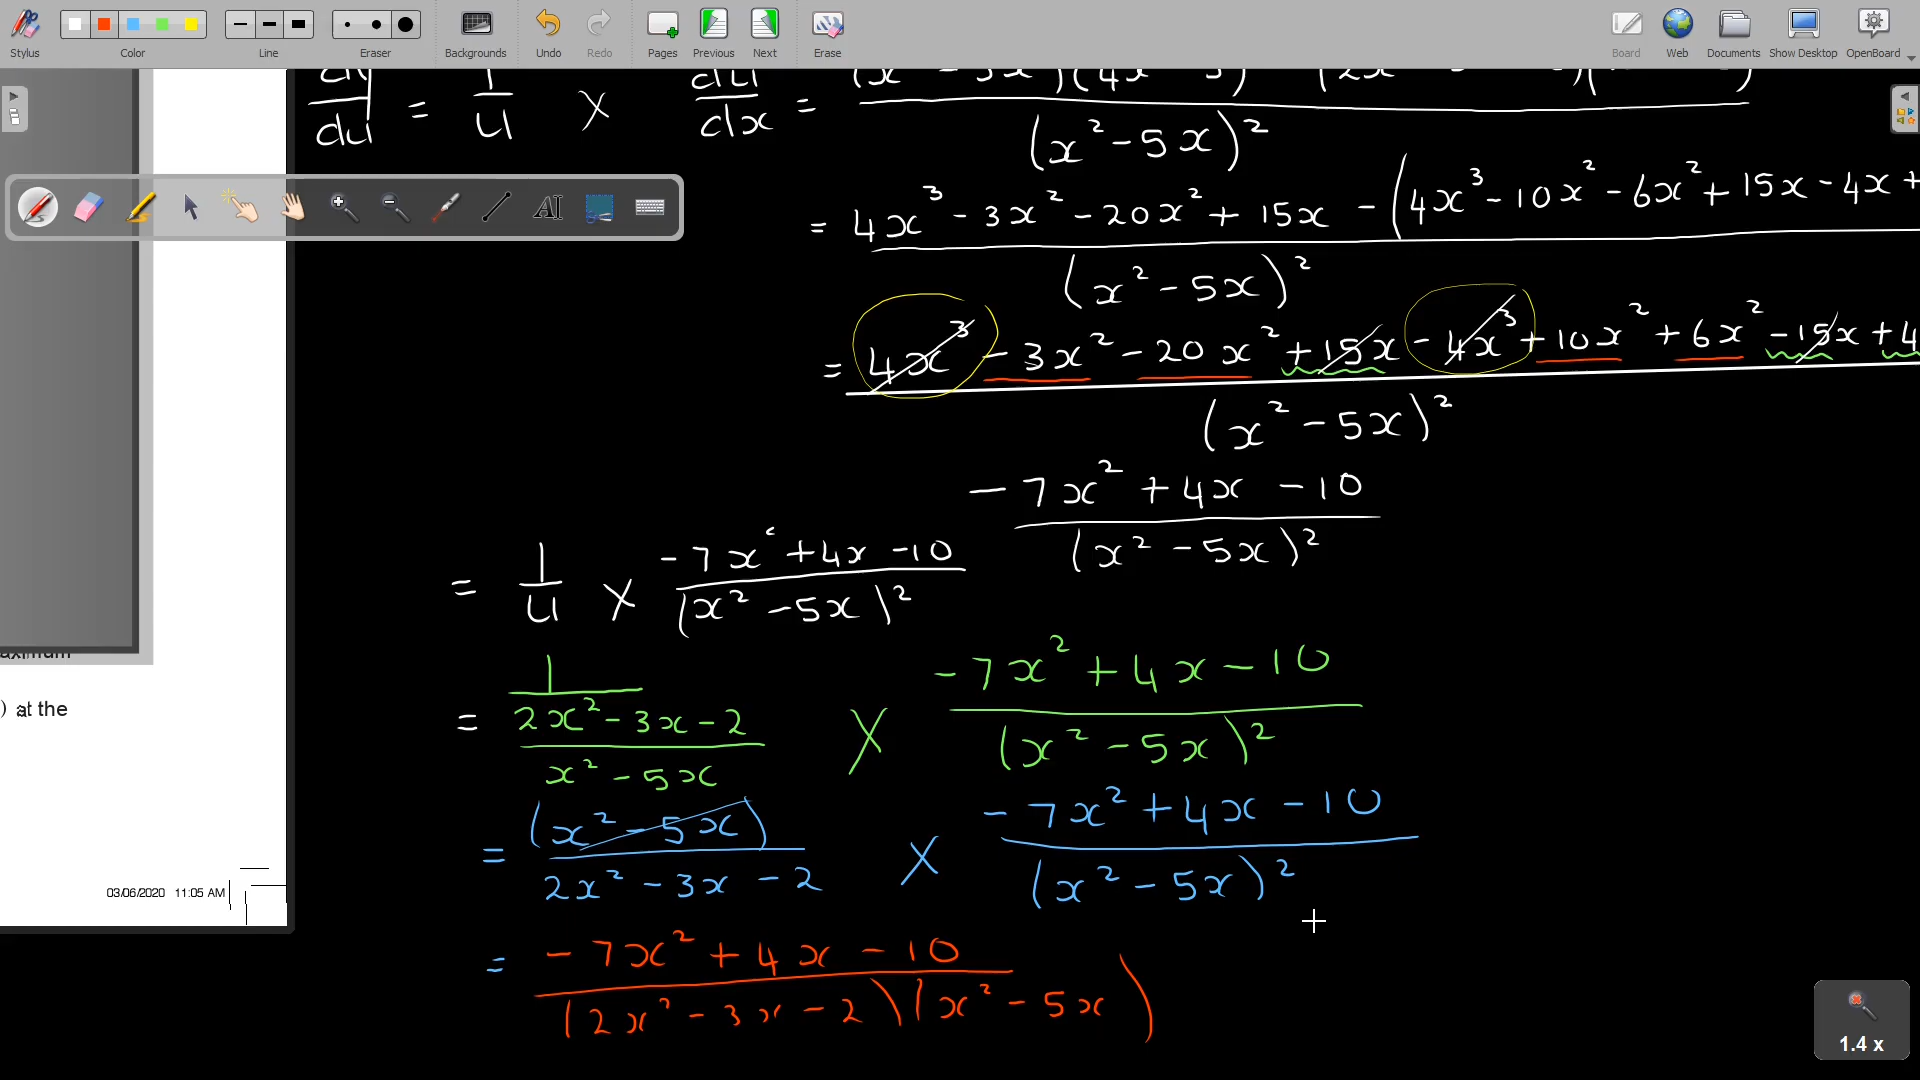 Stylus Color Line Eraser Backgrounds Undo Redo Pages Previous Next Erase Board Web Documents Show Desktop OpenBoard
dy/du = 1/u × du/dx =
(x² - 5x)²
= 4x³ - 3x² - 20x² + 15x - (4x³ - 10x² - 6x² + 15x - 4x +
(x² - 5x)²
= 4x³ - 3x² - 20x² + 15x - 4x³ + 10x² + 6x² - 15x + 4
(x² - 5x)²
- 7x² + 4x - 10
(x² - 5x)²
= 1/u × -7x² + 4x - 10
(x² - 5x)²
= 1 / (2x² - 3x - 2 / x² - 5x) × -7x² + 4x - 10
(x² - 5x)²
aximum
) at the
= (x² - 5x) / 2x² - 3x - 2 × -7x² + 4x - 10
(x² - 5x)²
03/06/2020 11:05 AM
= -7x² + 4x - 10
(2x² - 3x - 2)(x² - 5x)
1.4 x